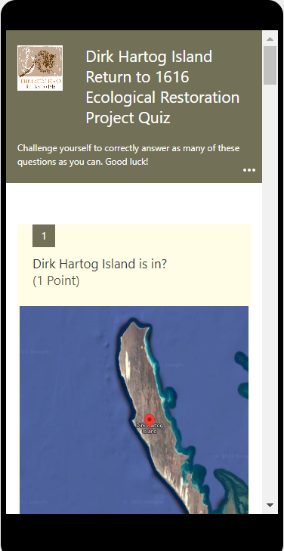 Dirk Hartog Island
Return to 1616
Ecological Restoration
Project Quiz
Challenge yourself to correctly answer as many of these
questions as you can. Good luck!
1
Dirk Hartog Island is in?
(1 Point)